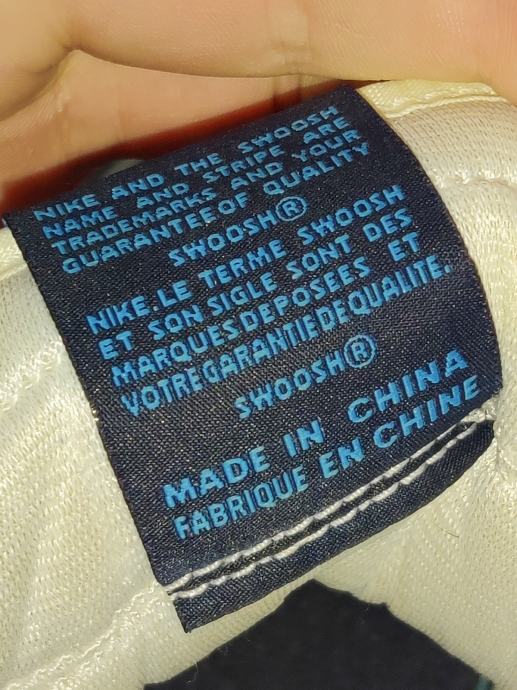 NIKE AND THE SWOOSH
NAME AND STRIPE ARE
TRADEMARKS AND YOUR
GUARANTEE OF QUALITY
SWOOSH®
NIKE.LE TERME SWOOSH
ET SON SIGLE SONT DES
MARQUES DEPOSÉES ET
VOTRE GARANTIE DE QUALITE.
SWOOSH®
MADE IN CHINA
FABRIQUE EN CHINE